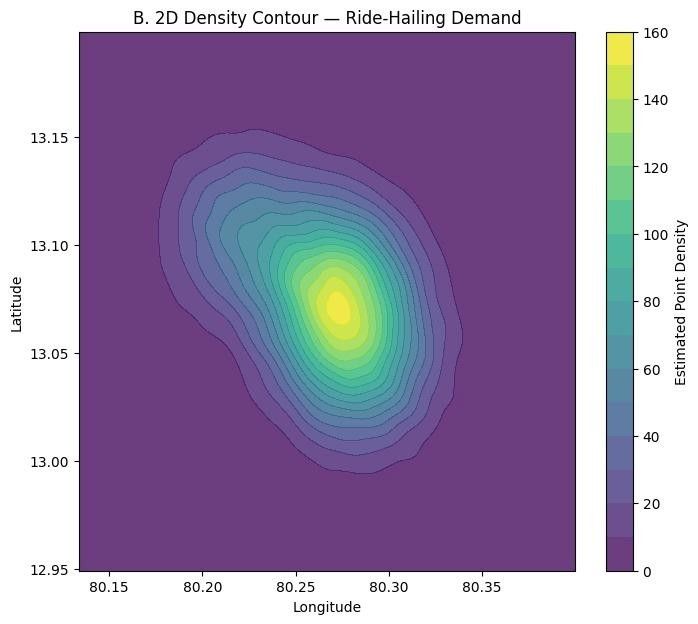 B. 2D Density Contour — Ride-Hailing Demand
13.15
13.10
13.05
13.00
12.95
Latitude
80.15 80.20 80.25 80.30 80.35
Longitude
160
140
120
100
80
60
40
20
0
Estimated Point Density